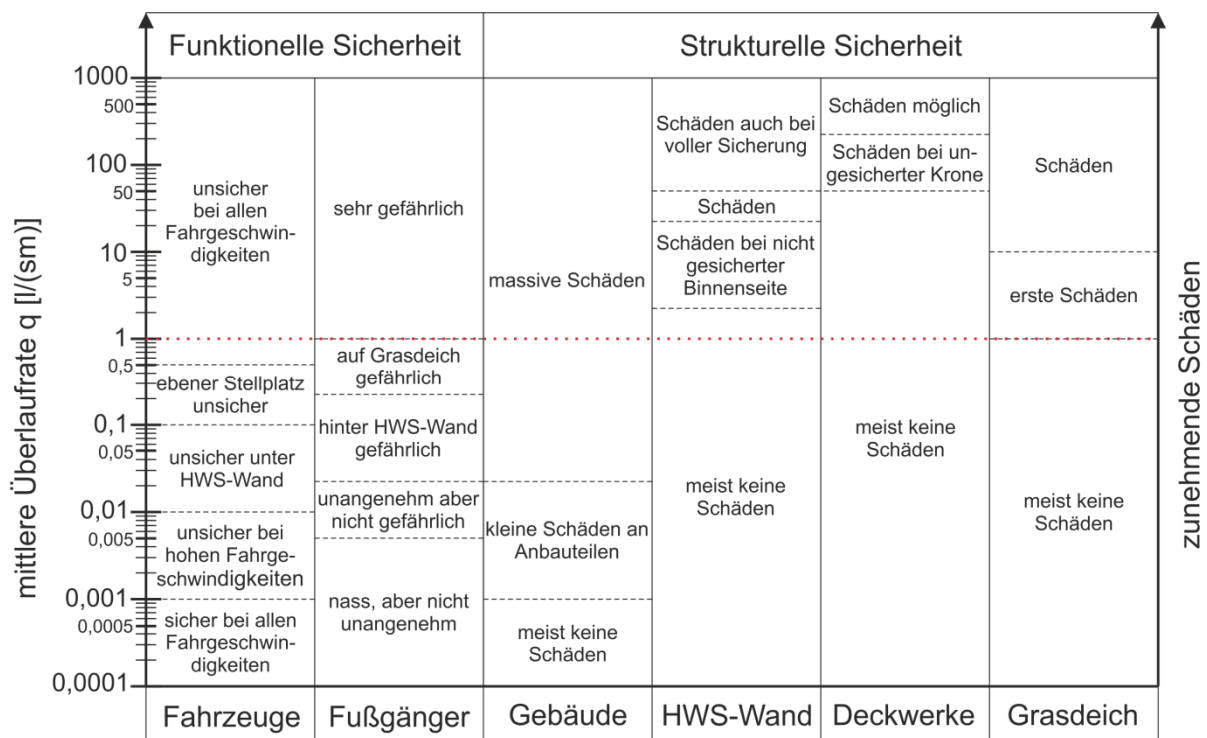 Funktionelle Sicherheit
Strukturelle Sicherheit
mittlere Überlaufrate q [l/(sm)]
1000
500
100
50
10
5
1
0,5
0,1
0,05
0,01
0,005
0,001
0,0005
0,0001
unsicher
bei allen
Fahrgeschwin-
digkeiten
ebener Stellplatz
unsicher
unsicher unter
HWS-Wand
unsicher bei
hohen Fahrge-
schwindigkeiten
sicher bei allen
Fahrgeschwin-
digkeiten
sehr gefährlich
auf Grasdeich
gefährlich
hinter HWS-Wand
gefährlich
unangenehm aber
nicht gefährlich
nass, aber nicht
unangenehm
massive Schäden
kleine Schäden an
Anbauteilen
meist keine
Schäden
Schäden auch bei
voller Sicherung
Schäden
Schäden bei nicht
gesicherter
Binnenseite
meist keine
Schäden
Schäden möglich
Schäden bei un-
gesicherter Krone
meist keine
Schäden
Schäden
erste Schäden
meist keine
Schäden
zunehmende Schäden
Fahrzeuge
Fußgänger
Gebäude
HWS-Wand
Deckwerke
Grasdeich